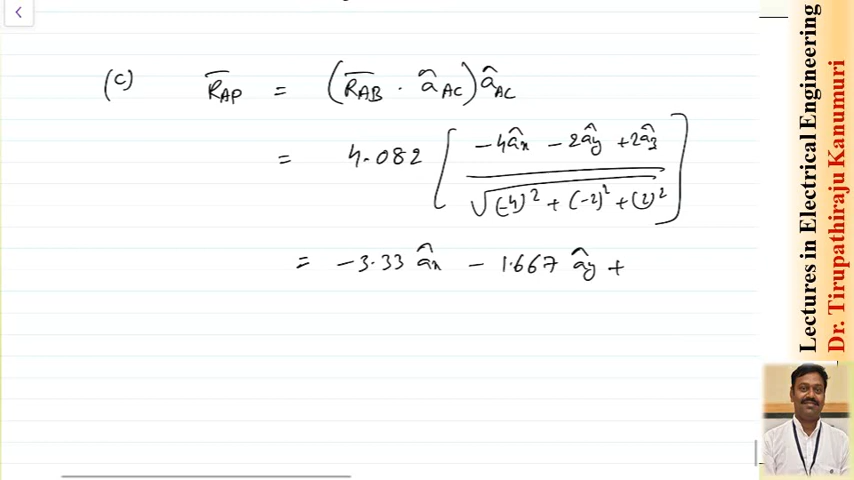 (c) R̅AP = (R̅AB · âAC) âAC
= 4.082 [ (-4âx - 2ây + 2âz) / √((-4)² + (-2)² + (2)²) ]
= -3.33 âx - 1.667 ây +
Lectures in Electrical Engineering
Dr. Tirupathiraju Kanumuri